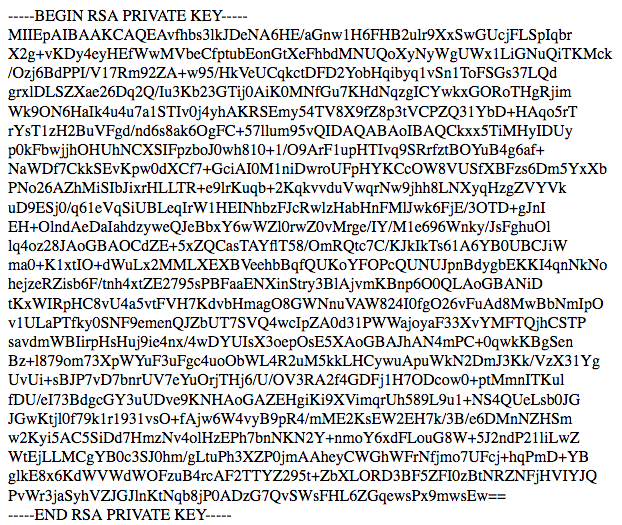 -----BEGIN RSA PRIVATE KEY-----
MIIEpAIBAAKCAQEAvfhbs3lkJDeNA6HE/aGnw1H6FHB2ulr9XxSwGUcjFLSpIqbr
X2g+vKDy4eyHEfWwMVbeCfptubEonGtXeFhbdMNUQoXyNyWgUWx1LiGNuQiTKMck
/Ozj6BdPPI/V17Rm92ZA+w95/HkVeUCqkctDFD2YobHqibyq1vSn1ToFSGs37LQd
grxlDLSZXae26Dq2Q/Iu3Kb23GTij0AiK0MNfGu7KHdNqzgICYwkxGORoTHgRjim
Wk9ON6HaIk4u4u7a1STIv0j4yhAKRSEmy54TV8X9fZ8p3tVCPZQ31YbD+HAqo5rT
rYsT1zH2BuVFgd/nd6s8ak6OgFC+57llum95vQIDAQABAoIBAQCkxx5TiMHyIDUy
p0kFbwjjhOHUhNCXSIFpzboJ0wh810+1/O9ArF1upHTIvq9SRrfztBOYuB4g6af+
NaWDf7CkkSEvKpw0dXCf7+GciAI0M1niDwroUFpHYKCcOW8VUSfXBFzs6Dm5YxXb
PNo26AZhMiSIbJixrHLLTR+e9lrKuqb+2KqkvvduVwqrNw9jhh8LNXyqHzgZVYVk
uD9ESj0/q61eVqSiUBLeqIrW1HEINhbzFJcRwlzHabHnFMlJwk6FjE/3OTD+gJnI
EH+OlndAeDaIahdzyweQJeBbxY6wWZl0rwZ0vMrge/IY/M1e696Wnky/JsFghuOl
lq4oz28JAoGBAOCdZE+5xZQCasTAYflT58/OmRQtc7C/KJkIkTs61A6YB0UBCJiW
ma0+K1xtIO+dWuLx2MMLXEXBVeehbBqfQUKoYFOPcQUNUJpnBdygbEKKI4qnNkNo
hejzeRZisb6F/tnh4xtZE2795sPBFaaENXinStry3BlAjvmKBnp6O0QLAoGBANiD
tKxWIRpHC8vU4a5vtFVH7KdvbHmagO8GWNnuVAW824I0fgO26vFuAd8MwBbNmIpO
v1ULaPTfky0SNF9emenQJZbUT7SVQ4wcIpZA0d31PWWajoyaF33XvYMFTQjhCSTP
savdmWBIirpHsHuj9ie4nx/4wDYUIsX3oepOsE5XAoGBAJhAN4mPC+0qwkKBgSen
Bz+l879om73XpWYuF3uFgc4uoObWL4R2uM5kkLHCywuApuWkN2DmJ3Kk/VzX31Yg
UvUi+sBJP7vD7bnrUV7eYuOrjTHj6/U/OV3RA2f4GDFj1H7ODcow0+ptMmnITKul
fDU/eI73BdgcGY3uUDve9KNHAoGAZEHgiKi9XVimqrUh589L9u1+NS4QUeLsb0JG
JGwKtjl0f79k1r1931vsO+fAjw6W4vyB9pR4/mME2KsEW2EH7k/3B/e6DMnNZHSm
w2Kyi5AC5SiDd7HmzNv4olHzEPh7bnNKN2Y+nmoY6xdFLouG8W+5J2ndP21liLwZ
WtEjLLMCgYB0c3SJ0hm/gLtuPh3XZP0jmAAheyCWGhWFrNfjmo7UFcj+hqPmD+YB
glkE8x6KdWVWdWOFzuB4rcAF2TTYZ295t+ZbXLORD3BF5ZFI0zBtNRZNFjHVIYJQ
PvWr3jaSyhVZJGJlnKtNqb8jP0ADzG7QvSWsFHL6ZGqewsPx9mwsEw==
-----END RSA PRIVATE KEY-----